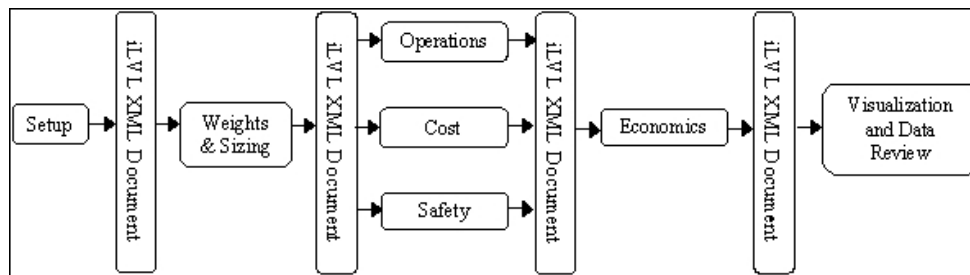 Setup
iLVL XML Document
Weights
& Sizing
iLVL XML Document
Operations
Cost
Safety
iLVL XML Document
Economics
iLVL XML Document
Visualization
and Data
Review